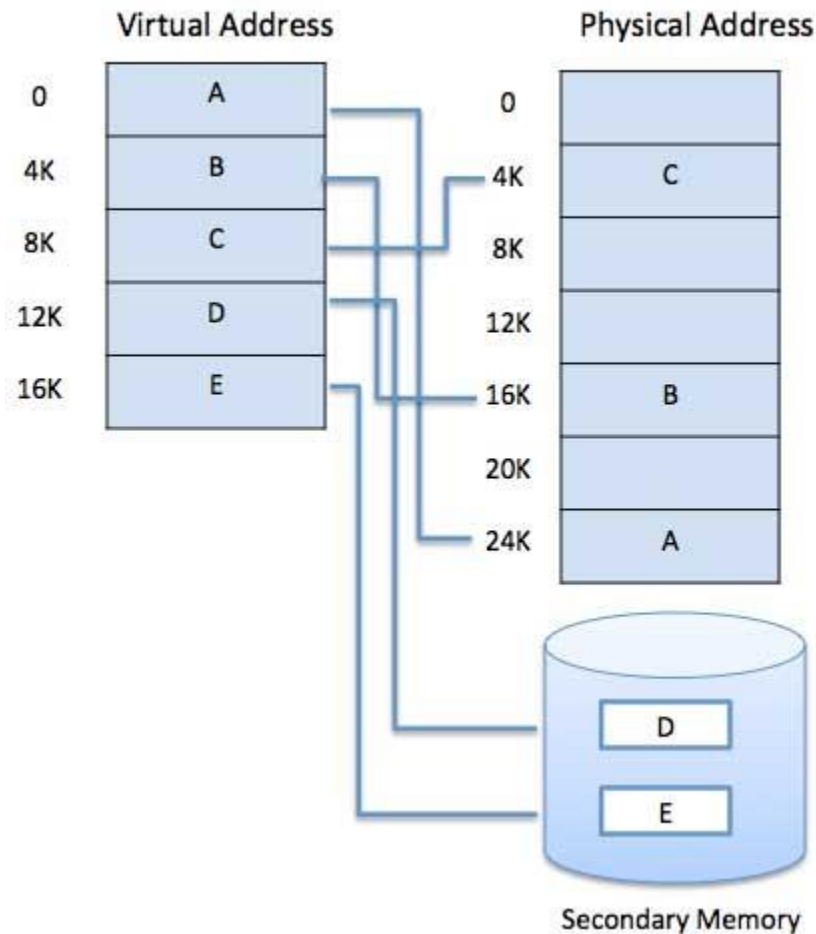 Virtual Address
0
A
4K
B
8K
C
12K
D
16K
E
Physical Address
0
4K
C
8K
12K
16K
B
20K
24K
A
D
E
Secondary Memory